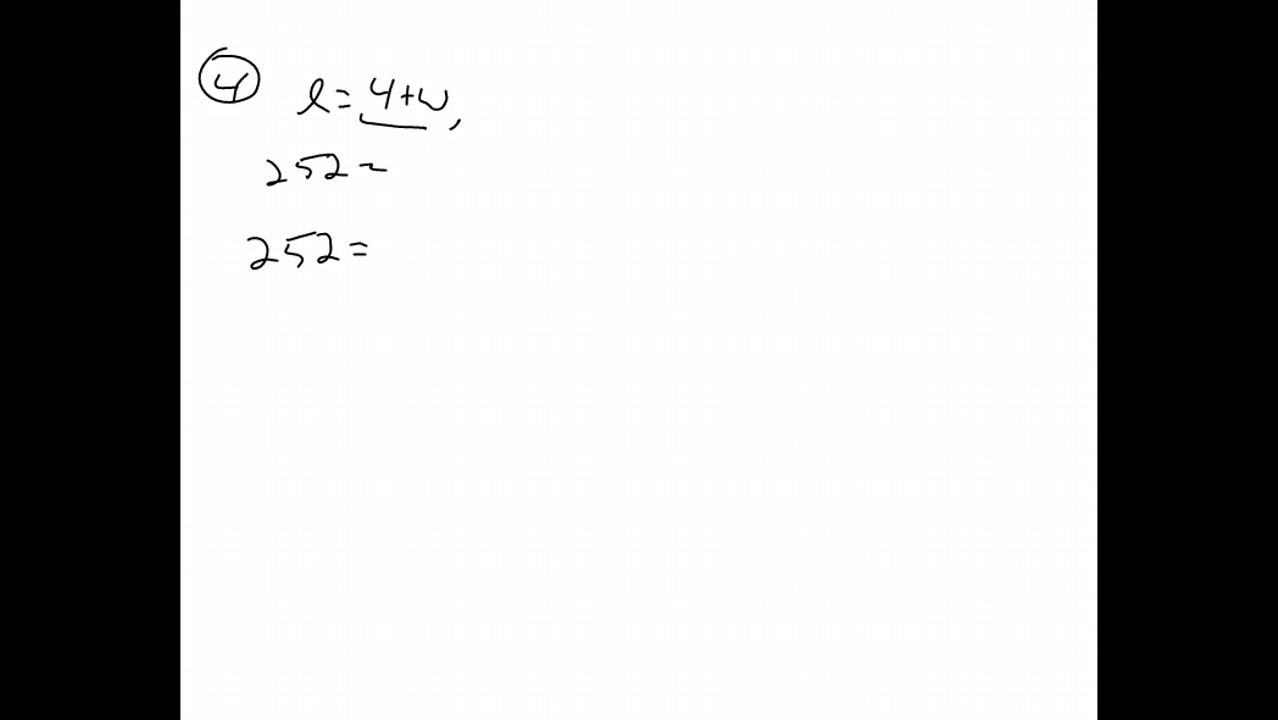 ④ l = 4+w,
252 =
252 =